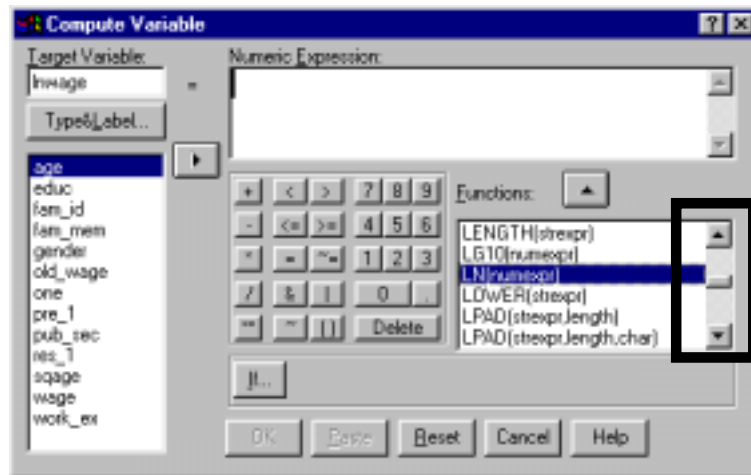 Compute Variable
Target Variable:
lnwage
=
Numeric Expression:
Type&Label...
age
educ
fam_id
fam_mem
gender
old_wage
one
pre_1
pub_sec
res_1
sqage
wage
work_ex
+ < > 7 8 9
- <= >= 4 5 6
* = ~= 1 2 3
/ & | 0 .
** ~ () Delete
Functions:
LENGTH(strexpr)
LG10(numexpr)
LN(numexpr)
LOWER(strexpr)
LPAD(strexpr,length)
LPAD(strexpr,length,char)
If...
OK Paste Reset Cancel Help